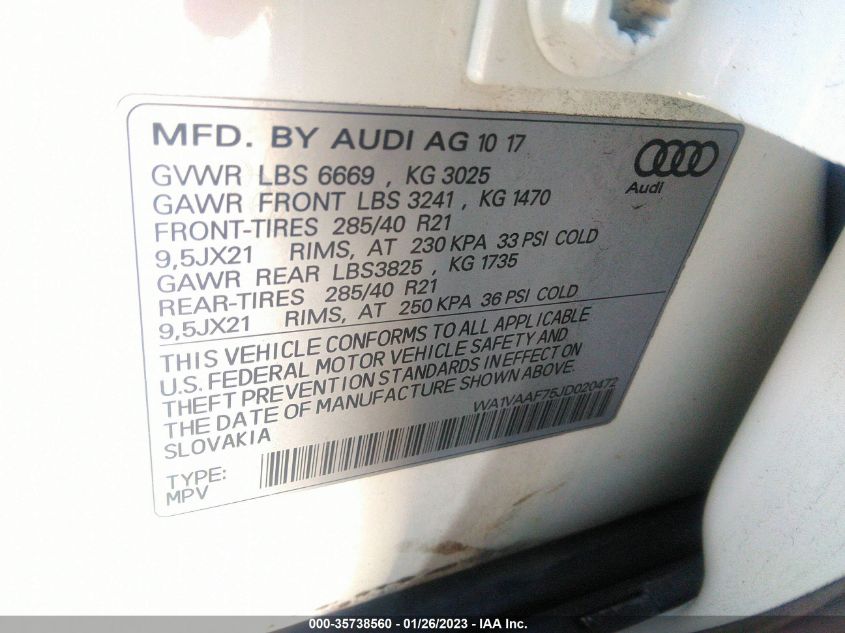 MFD. BY AUDI AG 10 17
Audi
GVWR LBS 6669 , KG 3025
GAWR FRONT LBS 3241 , KG 1470
FRONT-TIRES 285/40 R21
9,5JX21 RIMS, AT 230 KPA 33 PSI COLD
GAWR REAR LBS3825 , KG 1735
REAR-TIRES 285/40 R21
9,5JX21 RIMS, AT 250 KPA 36 PSI COLD
THIS VEHICLE CONFORMS TO ALL APPLICABLE
U.S. FEDERAL MOTOR VEHICLE SAFETY AND
THEFT PREVENTION STANDARDS IN EFFECT ON
THE DATE OF MANUFACTURE SHOWN ABOVE.
SLOVAKIA
WA1VAAF75JD020472
TYPE:
MPV
000-35738560 - 01/26/2023 - IAA Inc.